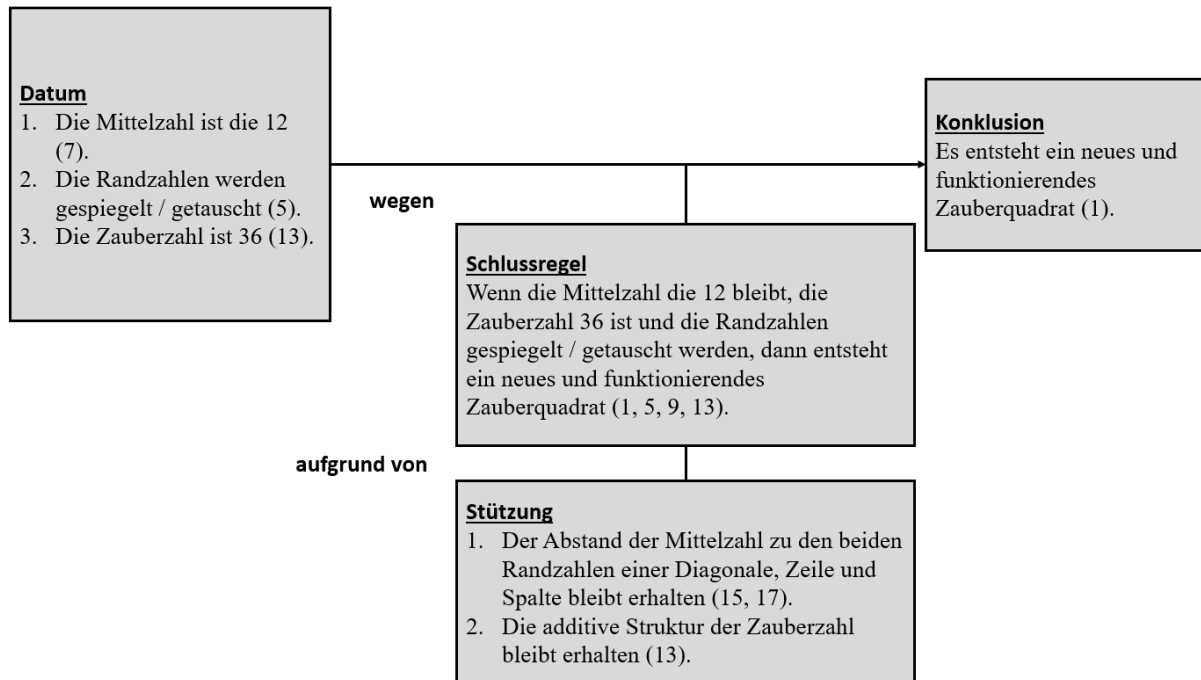 Datum
1. Die Mittelzahl ist die 12
(7).
2. Die Randzahlen werden
gespiegelt / getauscht (5).
3. Die Zauberzahl ist 36 (13).
wegen
Konklusion
Es entsteht ein neues und
funktionierendes
Zauberquadrat (1).
Schlussregel
Wenn die Mittelzahl die 12 bleibt, die
Zauberzahl 36 ist und die Randzahlen
gespiegelt / getauscht werden, dann entsteht
ein neues und funktionierendes
Zauberquadrat (1, 5, 9, 13).
aufgrund von
Stützung
1. Der Abstand der Mittelzahl zu den beiden
Randzahlen einer Diagonale, Zeile und
Spalte bleibt erhalten (15, 17).
2. Die additive Struktur der Zauberzahl
bleibt erhalten (13).